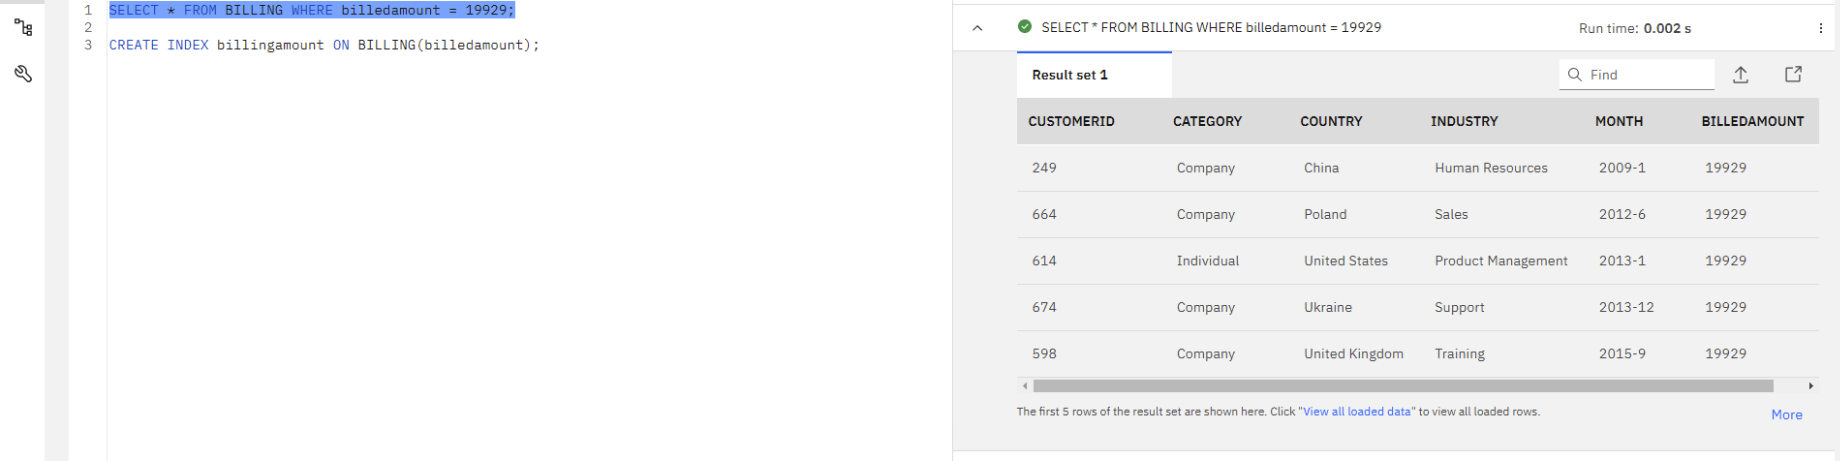 1 SELECT * FROM BILLING WHERE billedamount = 19929;
2
3 CREATE INDEX billingamount ON BILLING(billedamount);
SELECT * FROM BILLING WHERE billedamount = 19929 Run time: 0.002 s
Result set 1 Find
CUSTOMERID CATEGORY COUNTRY INDUSTRY MONTH BILLEDAMOUNT
249 Company China Human Resources 2009-1 19929
664 Company Poland Sales 2012-6 19929
614 Individual United States Product Management 2013-1 19929
674 Company Ukraine Support 2013-12 19929
598 Company United Kingdom Training 2015-9 19929
The first 5 rows of the result set are shown here. Click "View all loaded data" to view all loaded rows.
More